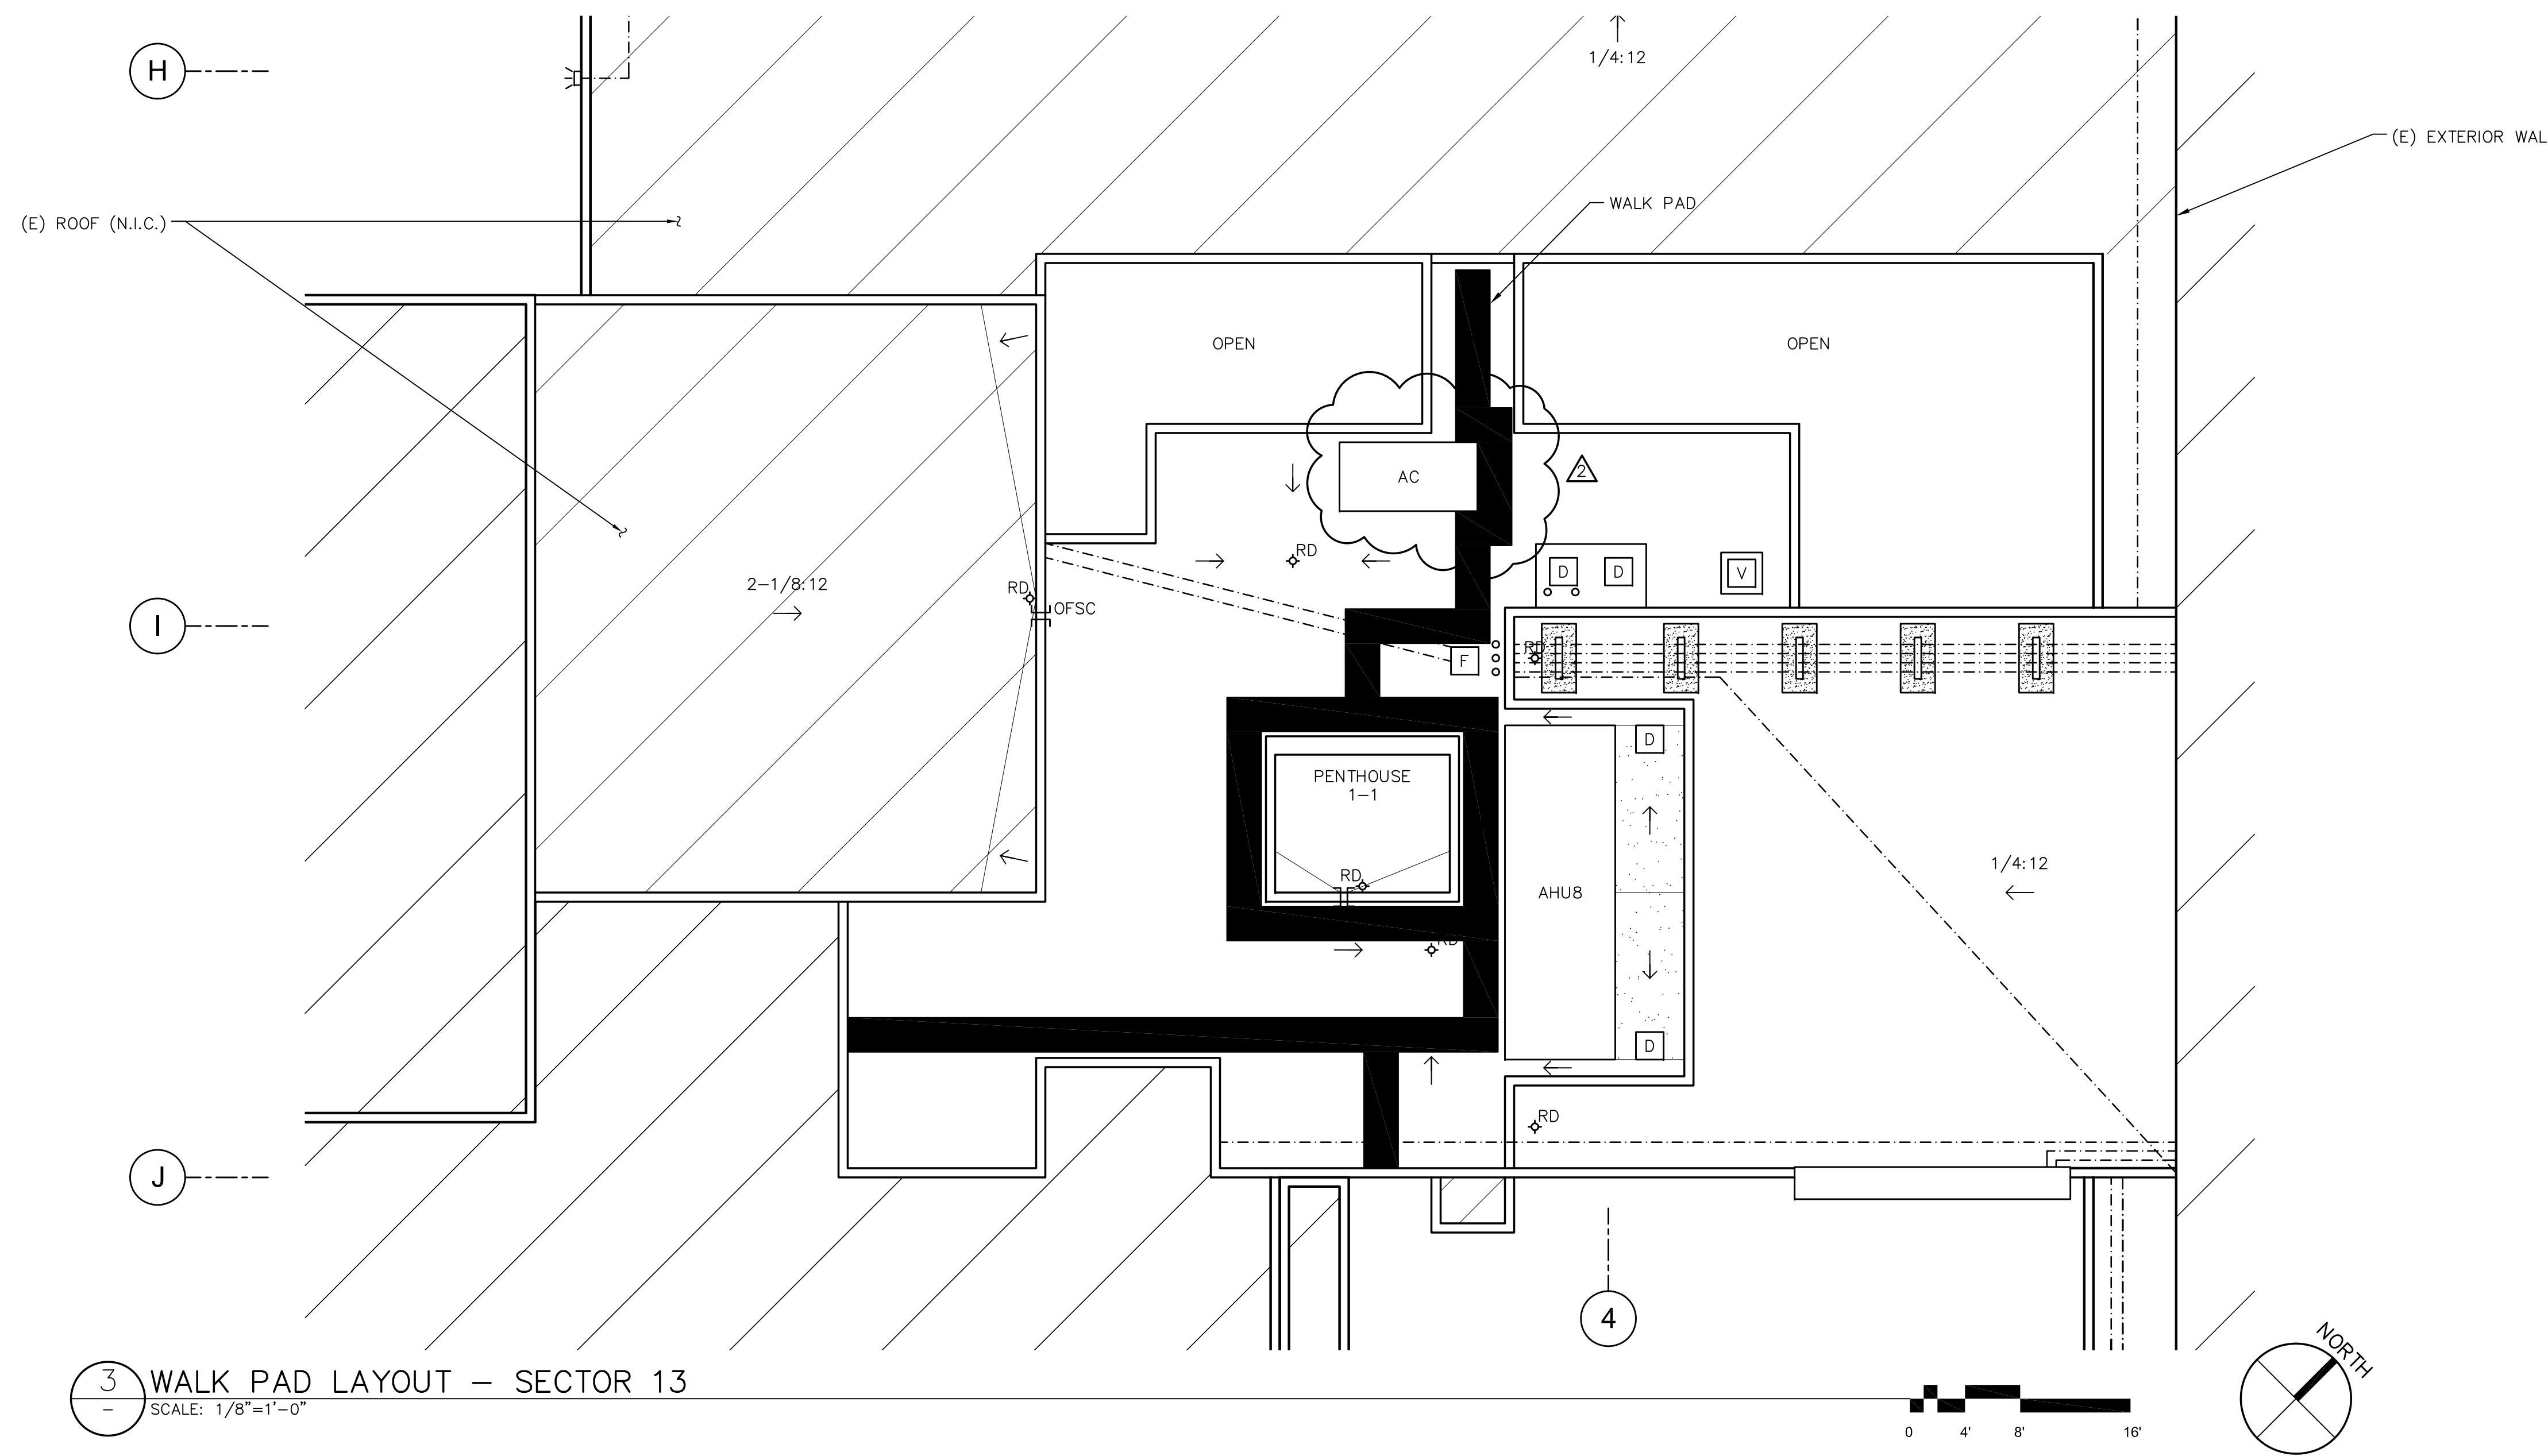 H
1/4:12
(E) EXTERIOR WAL
WALK PAD
(E) ROOF (N.I.C.)
OPEN
OPEN
AC
2
RD
D
D
V
2-1/8:12
RD
OFSC
I
F
RD
D
PENTHOUSE
1-1
1/4:12
RD
AHU8
RD
D
RD
J
4
NORTH
3
-
WALK PAD LAYOUT - SECTOR 13
SCALE: 1/8"=1'-0"
0
4'
8'
16'